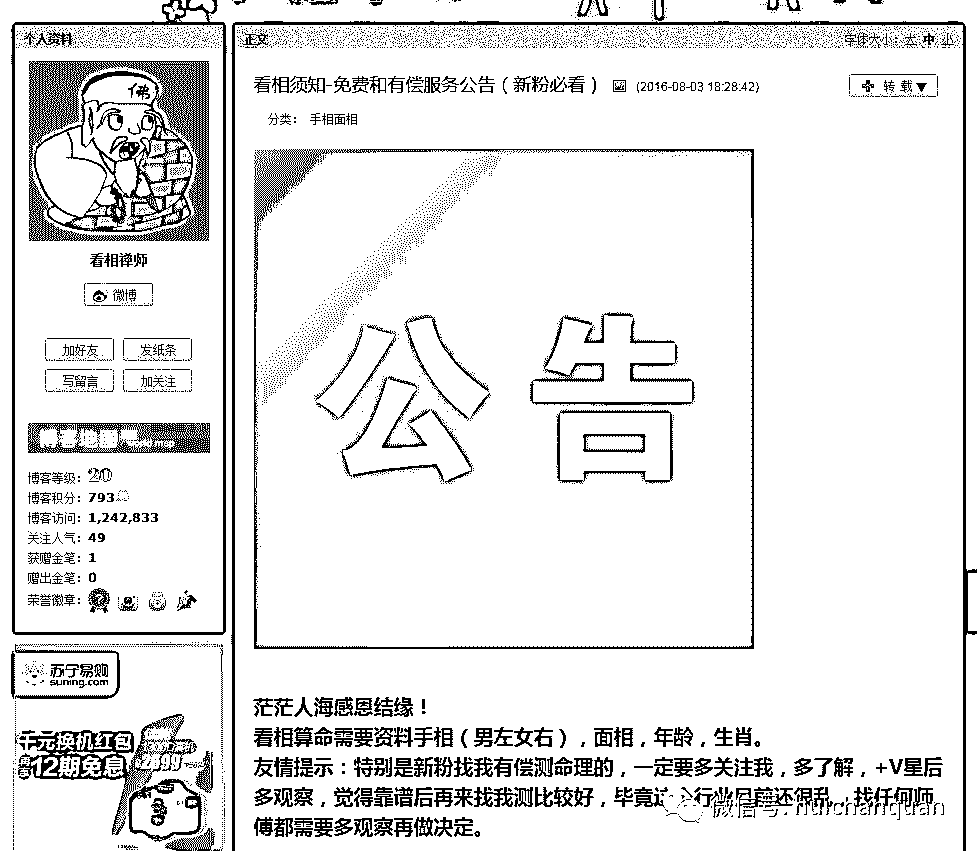 个人资料
佛
看相禅师
微博
加好友
发纸条
写留言
加关注
博客等级：20
博客积分：793
博客访问：1,242,833
关注人气：49
获赠金笔：1
赠出金笔：0
荣誉徽章：
苏宁易购
suning.com
千元换机红包
12期免息
正文
字体大小：大 中 小
看相须知-免费和有偿服务公告（新粉必看） (2016-08-03 18:28:42)
转载▼
分类： 手相面相
公告
茫茫人海感恩结缘！
看相算命需要资料手相（男左女右），面相，年龄，生肖。
友情提示：特别是新粉找我有偿测命理的，一定要多关注我，多了解，+V星后
多观察，觉得靠谱后再来找我测比较好，毕竟这个行业目前还很乱，找任何师
傅都需要多观察再做决定。
微信号: huichanquan